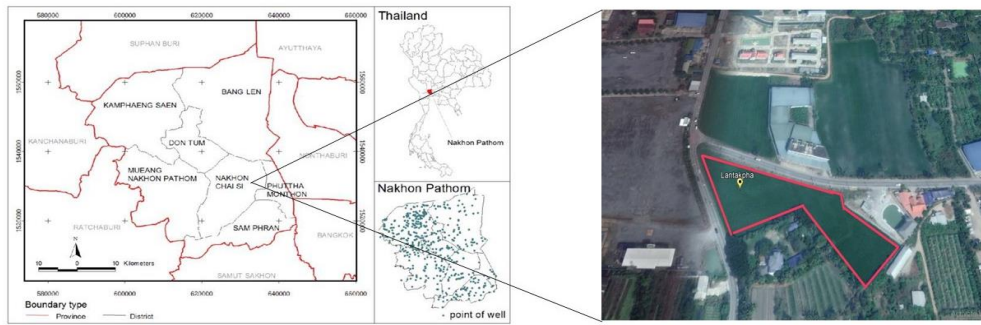 580000 600000 620000 640000 660000
Thailand
SUPHAN BURI
AYUTTHAYA
1560000
1560000
BANG LEN
KAMPHAENG SAEN
Nakhon Pathom
KANCHANABURI
DON TUM
1540000
NONTHABURI
1540000
MUEANG
NAKHON PATHOM
NAKHON
CHAI SI
PHUTTHA
MONTHON
Nakhon Pathom
Lantakpha
1520000
1520000
RATCHABURI
SAM PHRAN
BANGKOK
N
10 0 10 Kilometers
SAMUT SAKHON
580000 600000 620000 640000 660000
Boundary type
Province District
point of well